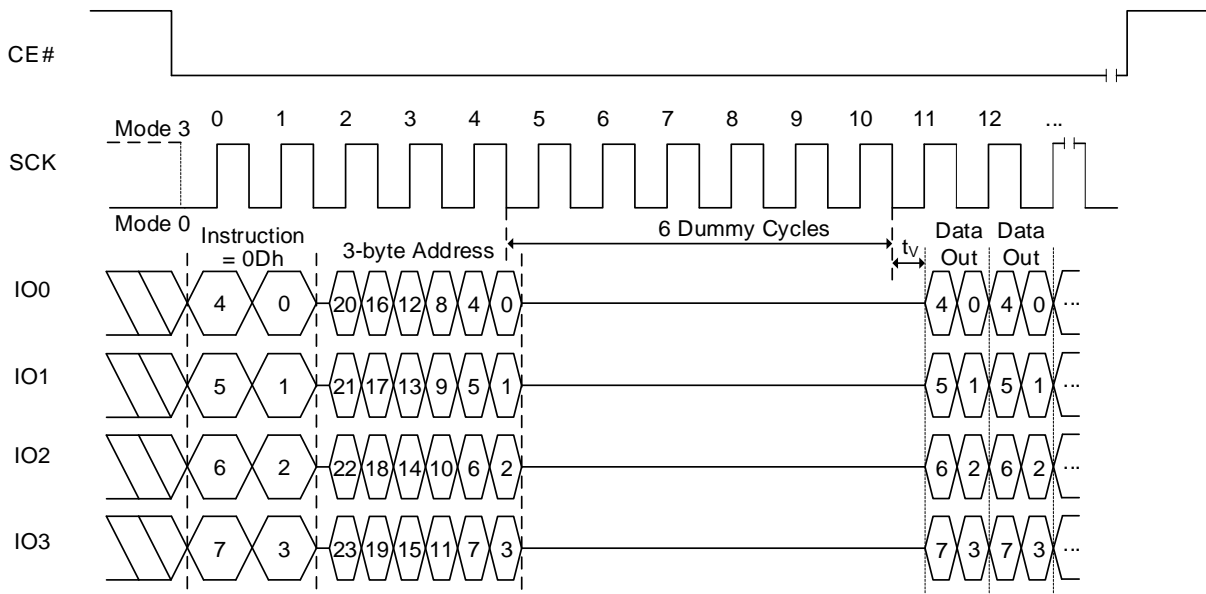 CE#
Mode 3 0 1 2 3 4 5 6 7 8 9 10 11 12 ...
SCK
Mode 0
Instruction
= 0Dh
3-byte Address
6 Dummy Cycles
tV
Data Out
Data Out
IO0 4 0 20 16 12 8 4 0 4 0 4 0 ...
IO1 5 1 21 17 13 9 5 1 5 1 5 1 ...
IO2 6 2 22 18 14 10 6 2 6 2 6 2 ...
IO3 7 3 23 19 15 11 7 3 7 3 7 3 ...